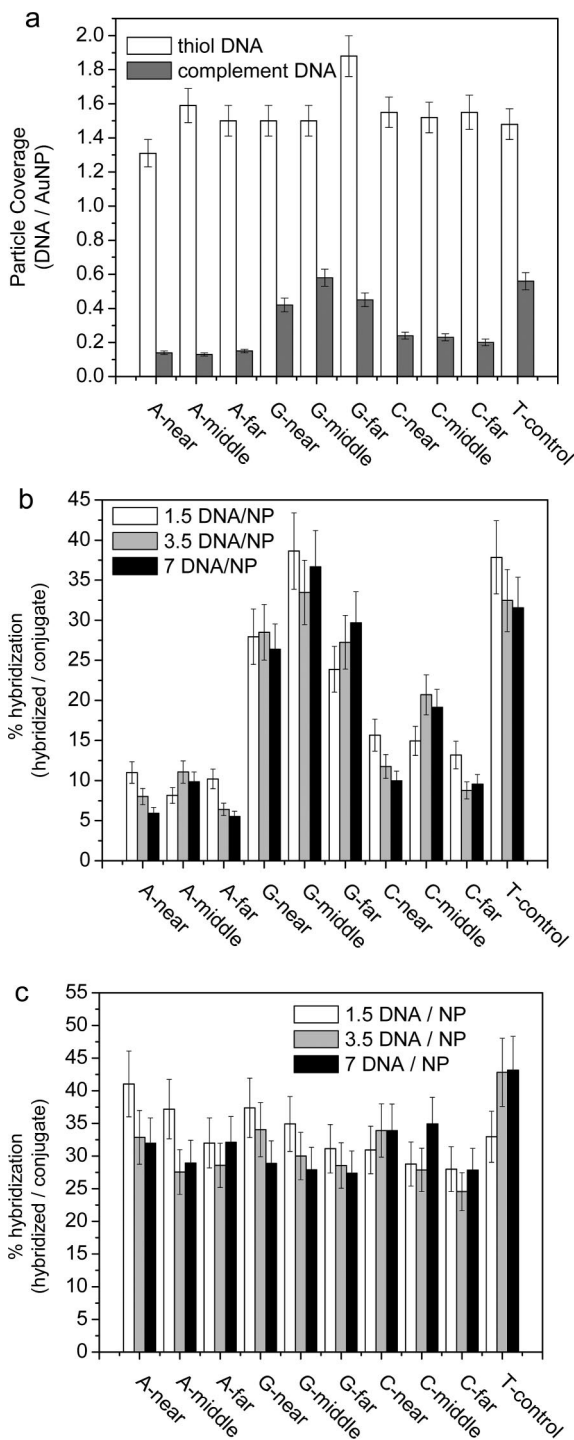 a
thiol DNA
complement DNA
Particle Coverage
(DNA / AuNP)
2.0
1.8
1.6
1.4
1.2
1.0
0.8
0.6
0.4
0.2
0.0
A-near
A-middle
A-far
G-near
G-middle
G-far
C-near
C-middle
C-far
T-control
b
1.5 DNA/NP
3.5 DNA/NP
7 DNA/NP
% hybridization
(hybridized / conjugate)
45
40
35
30
25
20
15
10
5
0
A-near
A-middle
A-far
G-near
G-middle
G-far
C-near
C-middle
C-far
T-control
c
1.5 DNA / NP
3.5 DNA / NP
7 DNA / NP
% hybridization
(hybridized / conjugate)
55
50
45
40
35
30
25
20
15
10
5
0
A-near
A-middle
A-far
G-near
G-middle
G-far
C-near
C-middle
C-far
T-control